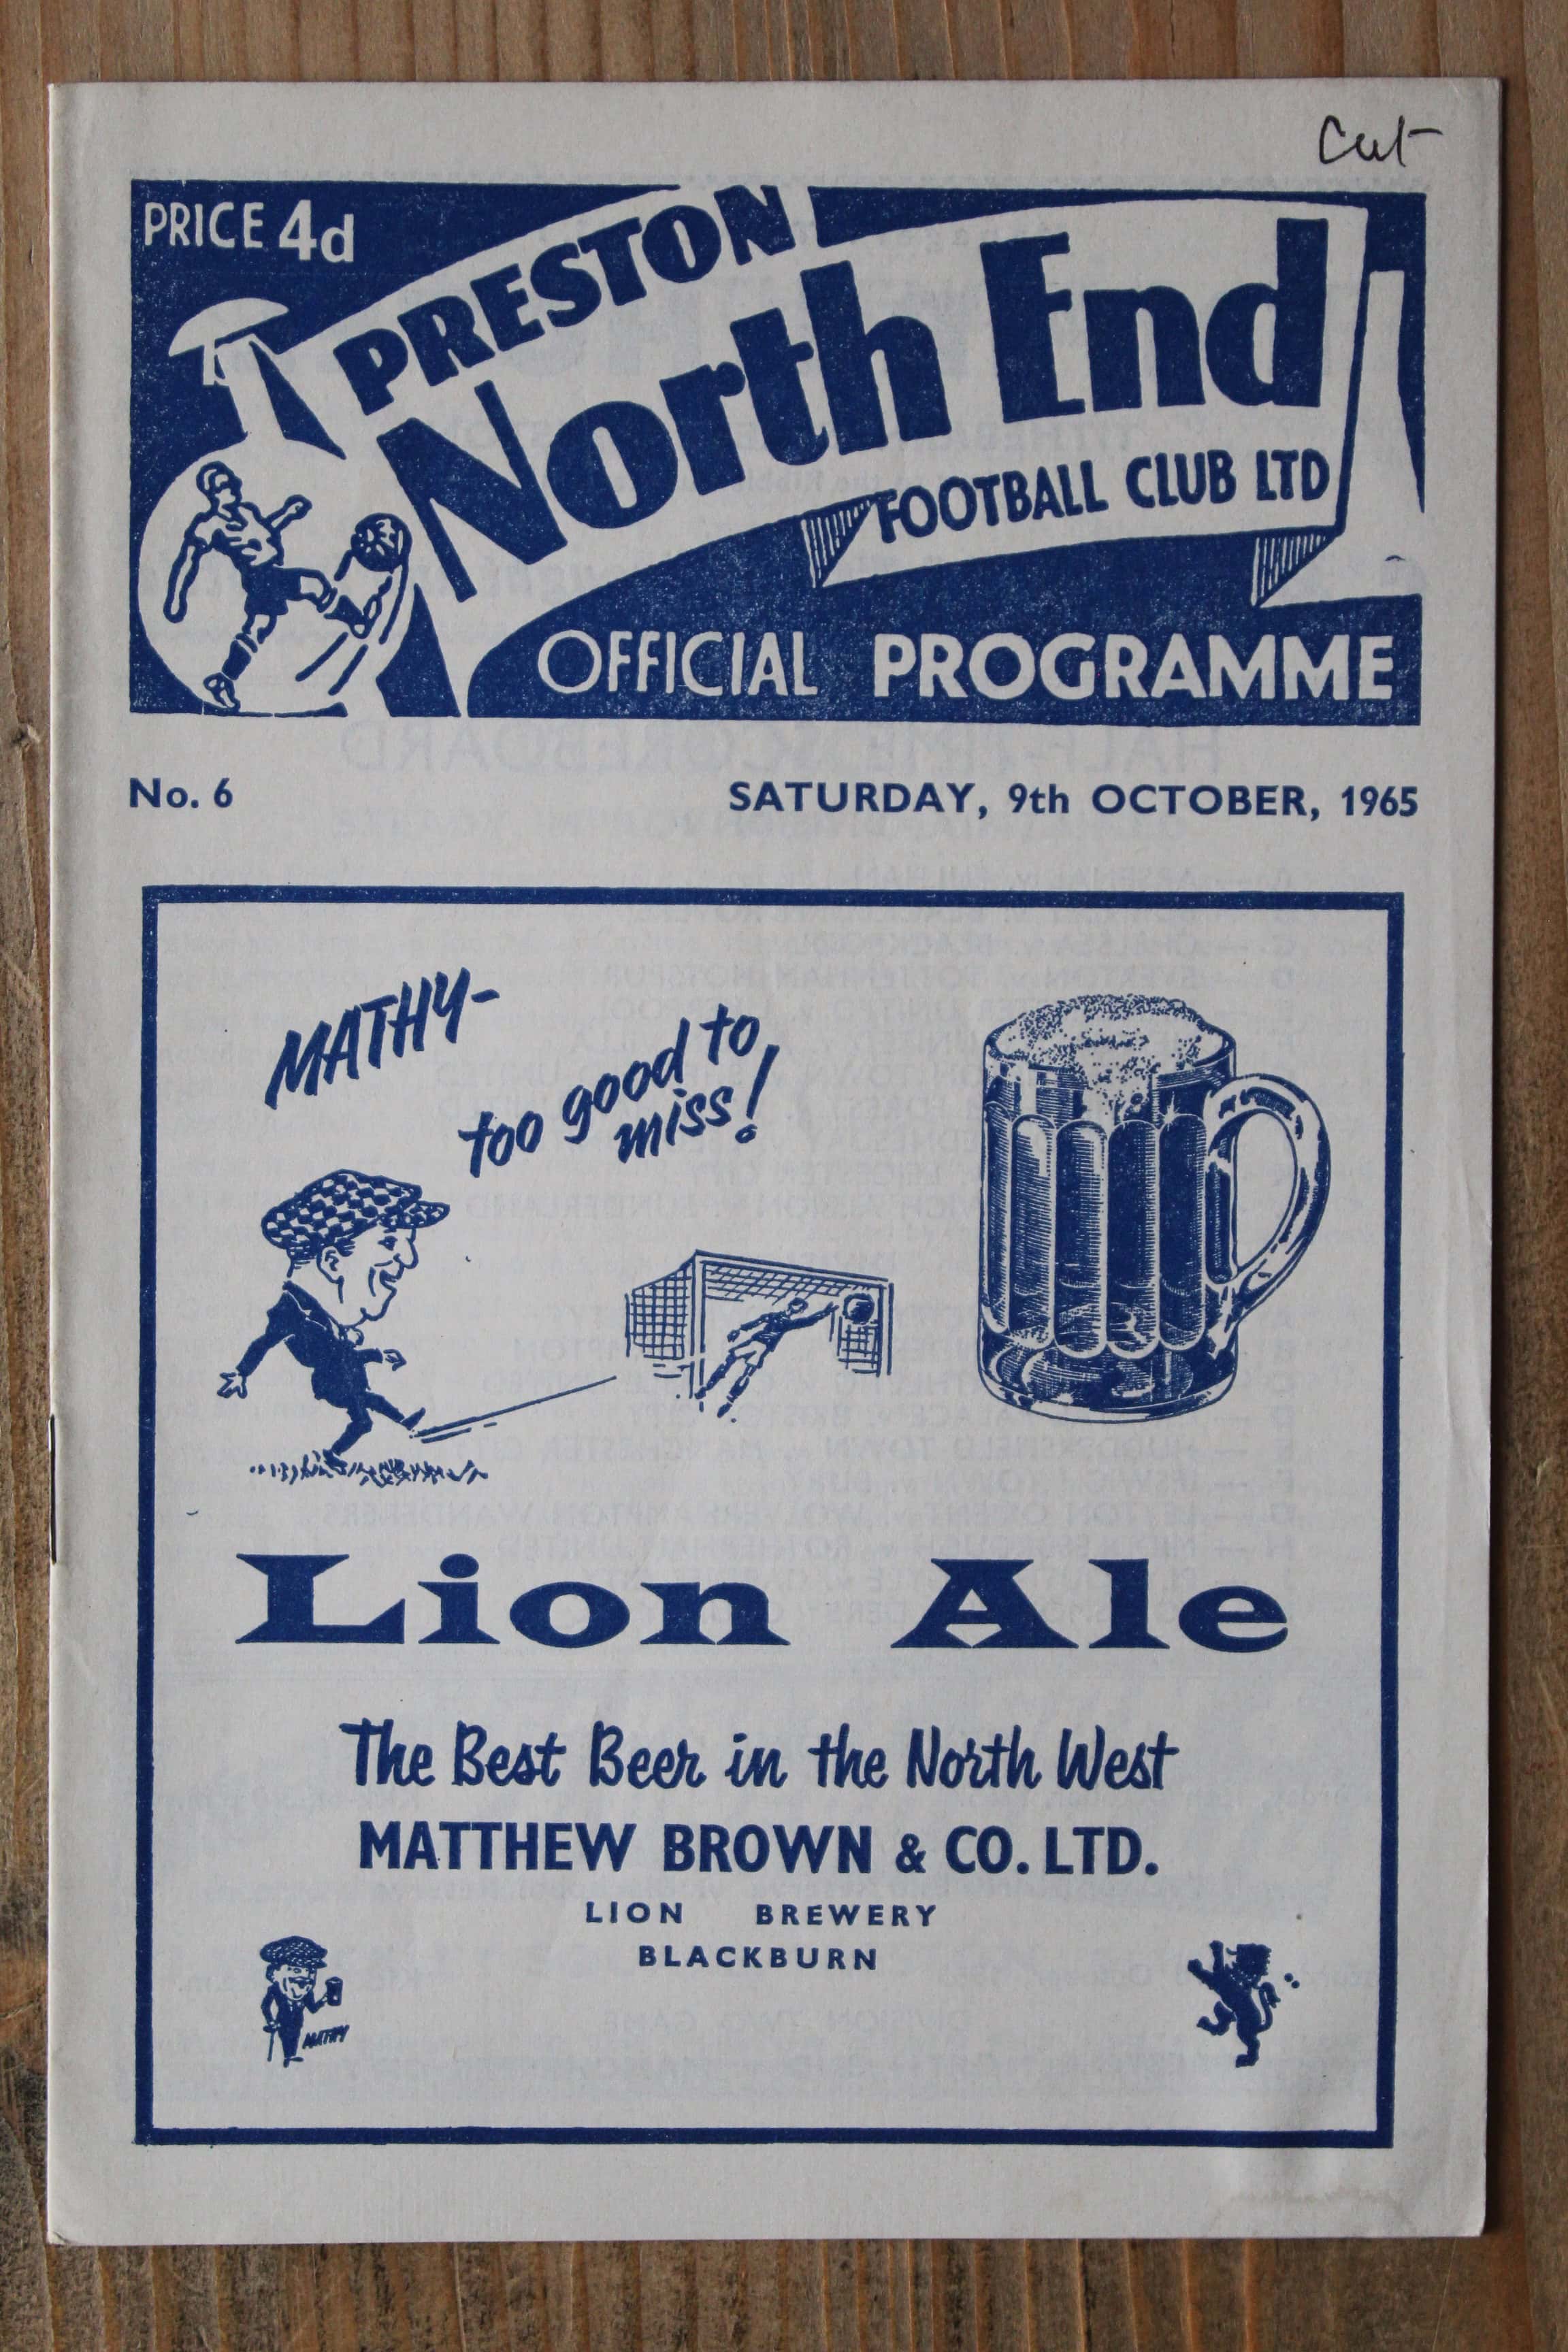 Cut
PRICE 4d
PRESTON
North End
FOOTBALL CLUB LTD
OFFICIAL PROGRAMME
No. 6
SATURDAY, 9th OCTOBER, 1965
MATHY-
too good to
miss!
Lion Ale
The Best Beer in the North West
MATTHEW BROWN & CO. LTD.
LION BREWERY
BLACKBURN
MATHY